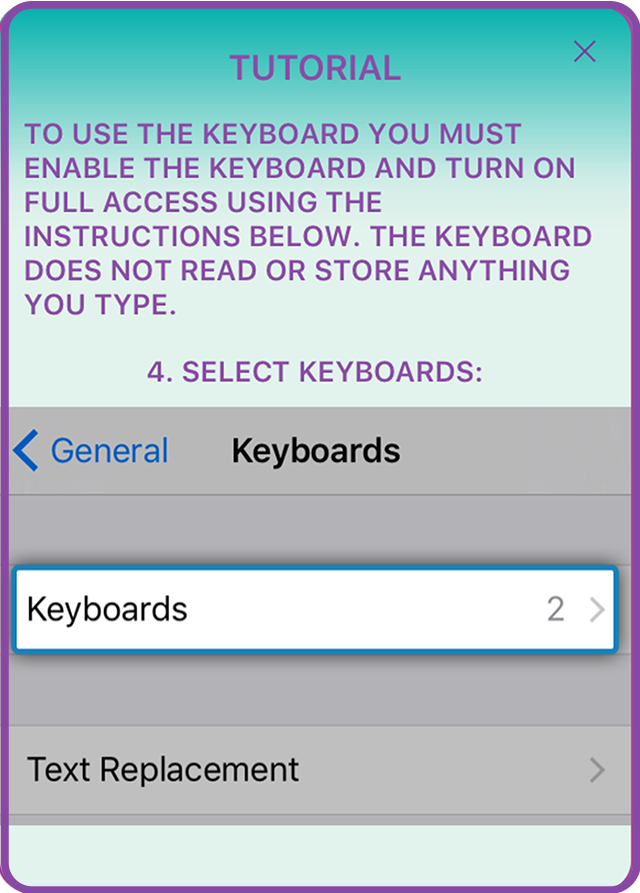 TUTORIAL
TO USE THE KEYBOARD YOU MUST
ENABLE THE KEYBOARD AND TURN ON
FULL ACCESS USING THE
INSTRUCTIONS BELOW. THE KEYBOARD
DOES NOT READ OR STORE ANYTHING
YOU TYPE.
4. SELECT KEYBOARDS:
General Keyboards
Keyboards 2
Text Replacement